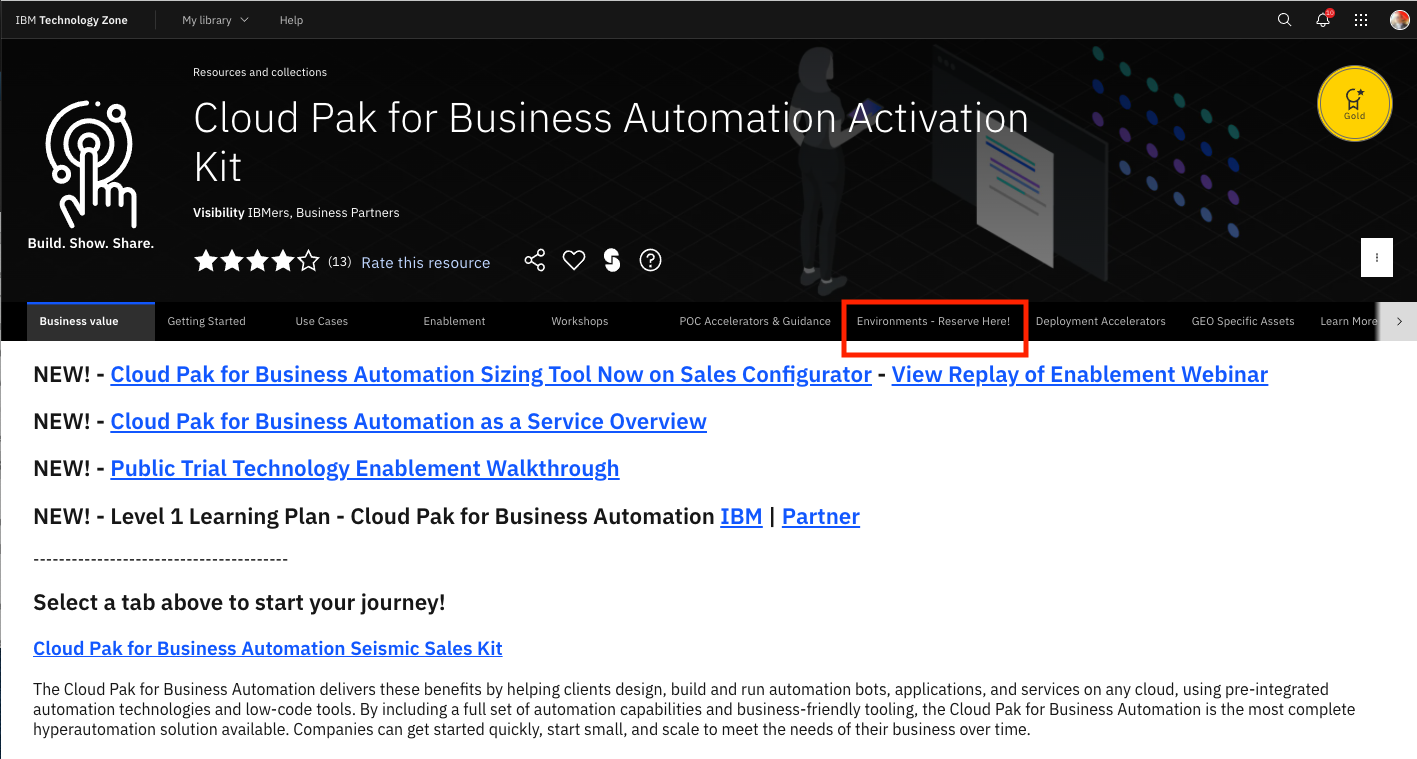 IBM Technology Zone My library Help
10
Resources and collections
Cloud Pak for Business Automation Activation
Kit
Gold
Visibility IBMers, Business Partners
Build. Show. Share.
(13) Rate this resource
Business value Getting Started Use Cases Enablement Workshops POC Accelerators & Guidance Environments - Reserve Here! Deployment Accelerators GEO Specific Assets Learn More
NEW! - Cloud Pak for Business Automation Sizing Tool Now on Sales Configurator - View Replay of Enablement Webinar
NEW! - Cloud Pak for Business Automation as a Service Overview
NEW! - Public Trial Technology Enablement Walkthrough
NEW! - Level 1 Learning Plan - Cloud Pak for Business Automation IBM | Partner
----------------------------------------
Select a tab above to start your journey!
Cloud Pak for Business Automation Seismic Sales Kit
The Cloud Pak for Business Automation delivers these benefits by helping clients design, build and run automation bots, applications, and services on any cloud, using pre-integrated
automation technologies and low-code tools. By including a full set of automation capabilities and business-friendly tooling, the Cloud Pak for Business Automation is the most complete
hyperautomation solution available. Companies can get started quickly, start small, and scale to meet the needs of their business over time.